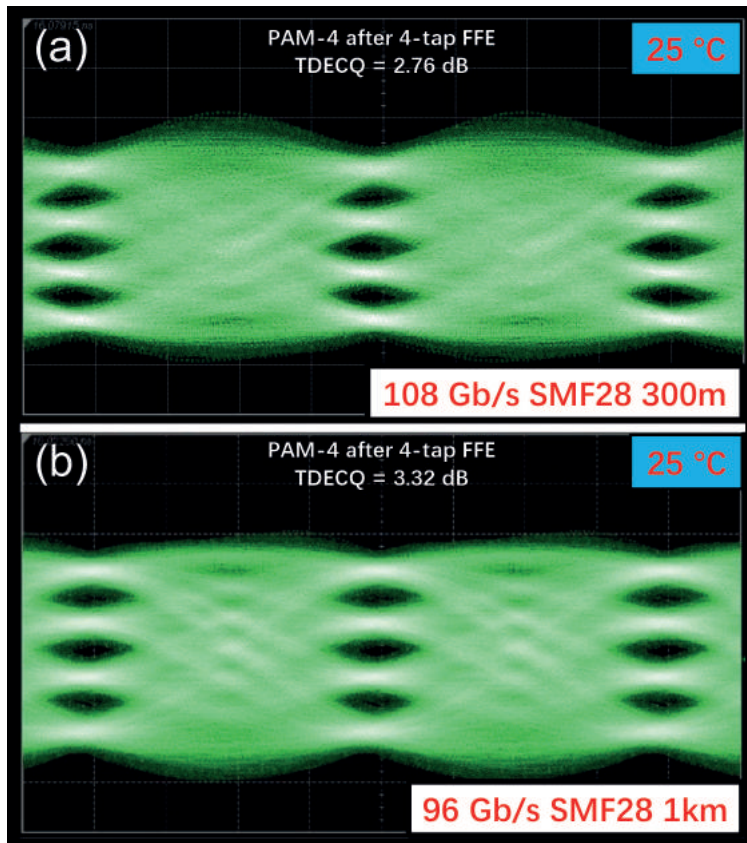 (a)
PAM-4 after 4-tap FFE
TDECQ = 2.76 dB
25 °C
108 Gb/s SMF28 300m
(b)
PAM-4 after 4-tap FFE
TDECQ = 3.32 dB
25 °C
96 Gb/s SMF28 1km